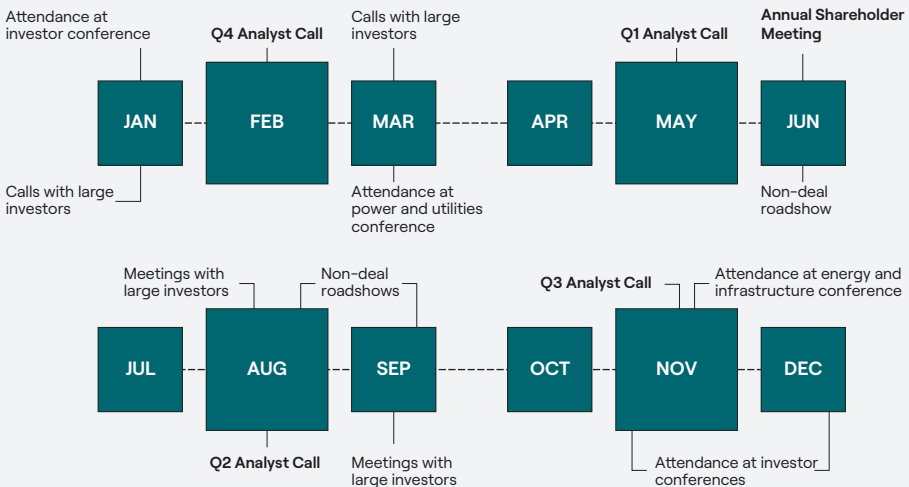 Attendance at
investor conference
Q4 Analyst Call
Calls with large
investors
Q1 Analyst Call
Annual Shareholder
Meeting
JAN
FEB
MAR
APR
MAY
JUN
Calls with large
investors
Attendance at
power and utilities
conference
Non-deal
roadshow
Meetings with
large investors
Non-deal
roadshows
Q3 Analyst Call
Attendance at energy and
infrastructure conference
JUL
AUG
SEP
OCT
NOV
DEC
Q2 Analyst Call
Meetings with
large investors
Attendance at investor
conferences